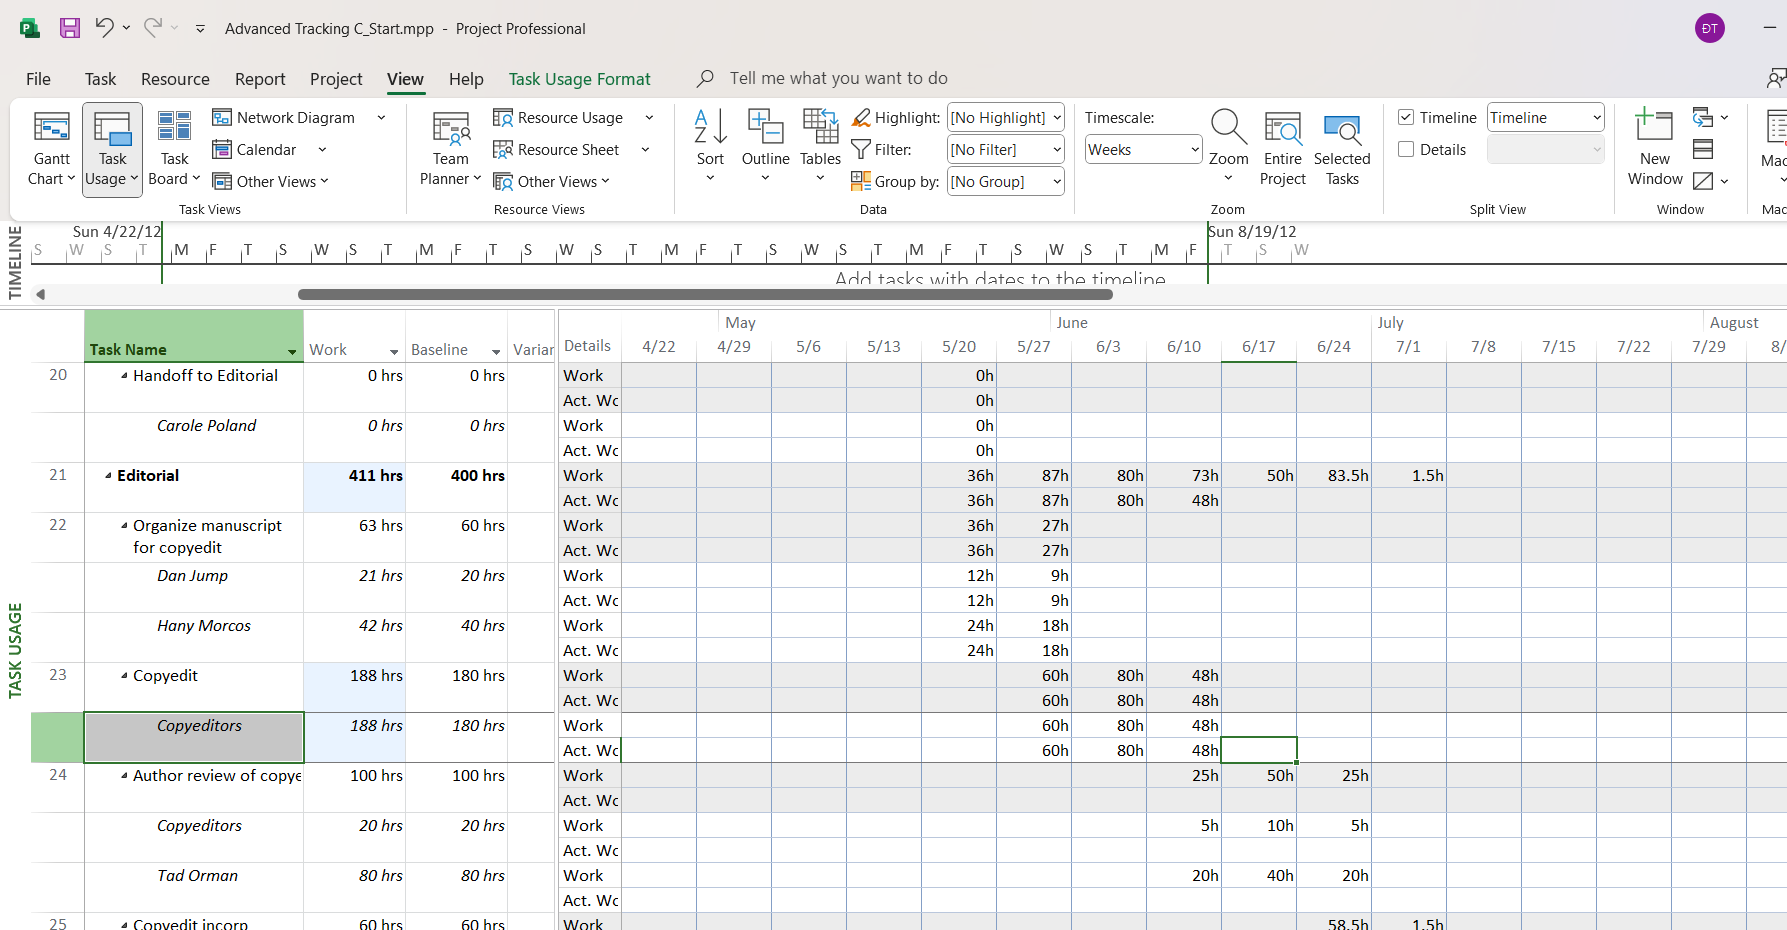 Advanced Tracking C_Start.mpp - Project Professional
ĐT
File Task Resource Report Project View Help Task Usage Format Tell me what you want to do
Gantt Chart
Task Usage
Task Board
Network Diagram
Calendar
Other Views
Task Views
Team Planner
Resource Usage
Resource Sheet
Other Views
Resource Views
Sort
Outline
Tables
Highlight: [No Highlight]
Filter: [No Filter]
Group by: [No Group]
Data
Timescale:
Weeks
Zoom
Entire Project
Selected Tasks
Zoom
Timeline Timeline
Details
Split View
New Window
Window
TIMELINE
Sun 4/22/12 Sun 8/19/12
S W S T M F T S W S T M F T S W S T M F T S W S T M F T S W S T M F T S W
Add tasks with dates to the timeline
TASK USAGE
May June July August
Task Name Work Baseline Varian Details 4/22 4/29 5/6 5/13 5/20 5/27 6/3 6/10 6/17 6/24 7/1 7/8 7/15 7/22 7/29 8/
20 Handoff to Editorial 0 hrs 0 hrs Work 0h
Act. Wo 0h
Carole Poland 0 hrs 0 hrs Work 0h
Act. Wo 0h
21 Editorial 411 hrs 400 hrs Work 36h 87h 80h 73h 50h 83.5h 1.5h
Act. Wo 36h 87h 80h 48h
22 Organize manuscript for copyedit 63 hrs 60 hrs Work 36h 27h
Act. Wo 36h 27h
Dan Jump 21 hrs 20 hrs Work 12h 9h
Act. Wo 12h 9h
Hany Morcos 42 hrs 40 hrs Work 24h 18h
Act. Wo 24h 18h
23 Copyedit 188 hrs 180 hrs Work 60h 80h 48h
Act. Wo 60h 80h 48h
Copyeditors 188 hrs 180 hrs Work 60h 80h 48h
Act. Wo 60h 80h 48h
24 Author review of copye 100 hrs 100 hrs Work 25h 50h 25h
Act. Wo
Copyeditors 20 hrs 20 hrs Work 5h 10h 5h
Act. Wo
Tad Orman 80 hrs 80 hrs Work 20h 40h 20h
Act. Wo
25 Copyedit incorp 60 hrs 60 hrs Work 58.5h 1.5h